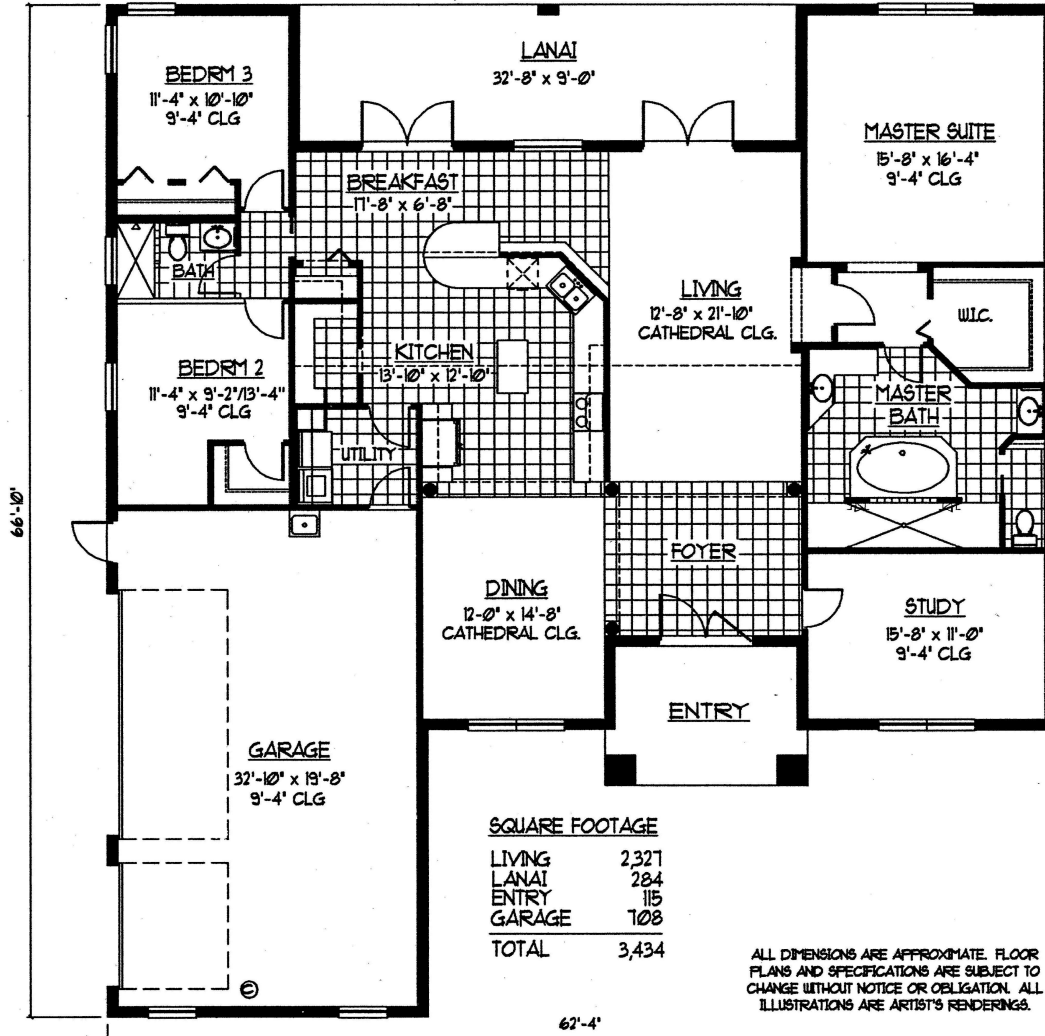 LANAI
32'-8" x 9'-0"
BEDRM 3
11'-4" x 10'-10"
9'-4" CLG
MASTER SUITE
15'-8" x 16'-4"
9'-4" CLG
BREAKFAST
11'-8" x 6'-8"
BATH
LIVING
12'-8" x 21'-10"
CATHEDRAL CLG.
W.I.C.
KITCHEN
13'-10" x 12'-10"
BEDRM 2
11'-4" x 9'-2"/13'-4"
9'-4" CLG
MASTER
BATH
UTILITY
66'-10"
FOYER
DINING
12-0" x 14'-8"
CATHEDRAL CLG.
STUDY
15'-8" x 11'-0"
9'-4" CLG
ENTRY
GARAGE
32'-10" x 19'-8"
9'-4" CLG
SQUARE FOOTAGE
LIVING 2,327
LANAI 284
ENTRY 115
GARAGE 708
TOTAL 3,434
ALL DIMENSIONS ARE APPROXIMATE. FLOOR
PLANS AND SPECIFICATIONS ARE SUBJECT TO
CHANGE WITHOUT NOTICE OR OBLIGATION. ALL
ILLUSTRATIONS ARE ARTIST'S RENDERINGS.
©
62'-4"